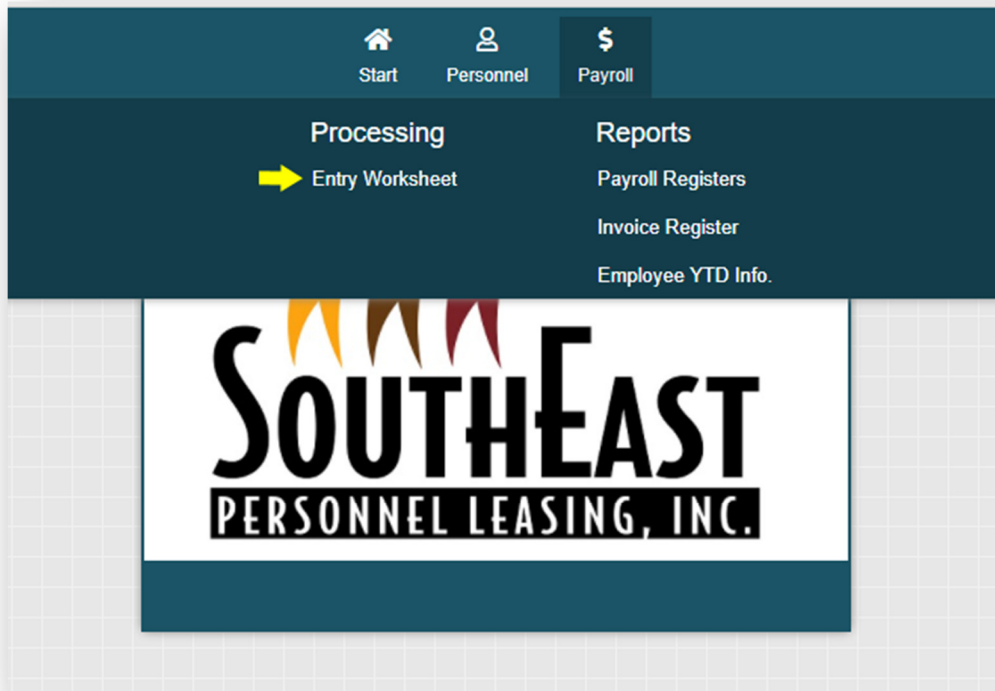 Start Personnel Payroll
Processing
Entry Worksheet
Reports
Payroll Registers
Invoice Register
Employee YTD Info.
SOUTHEAST
PERSONNEL LEASING, INC.